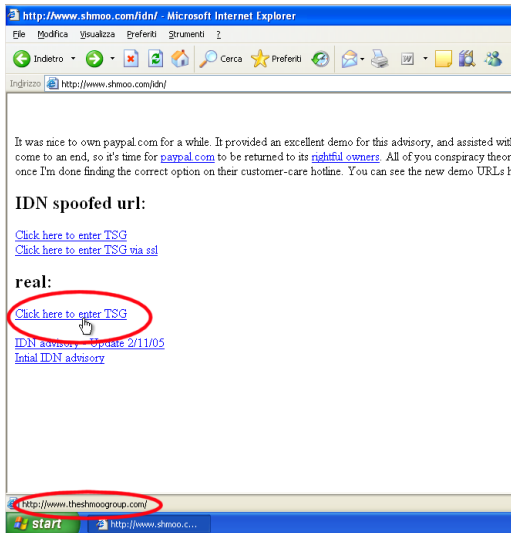 http://www.shmoo.com/idn/ - Microsoft Internet Explorer
File Modifica Visualizza Preferiti Strumenti ?
Indietro Cerca Preferiti
Indirizzo http://www.shmoo.com/idn/
It was nice to own paypal.com for a while. It provided an excellent demo for this advisory, and assisted wit
come to an end, so it's time for paypal.com to be returned to its rightful owners. All of you conspiracy theor
once I'm done finding the correct option on their customer-care hotline. You can see the new demo URLs h
IDN spoofed url:
Click here to enter TSG
Click here to enter TSG via ssl
real:
Click here to enter TSG
IDN advisory - Update 2/11/05
Intial IDN advisory
http://www.theshmoogroup.com/
start http://www.shmoo.c...